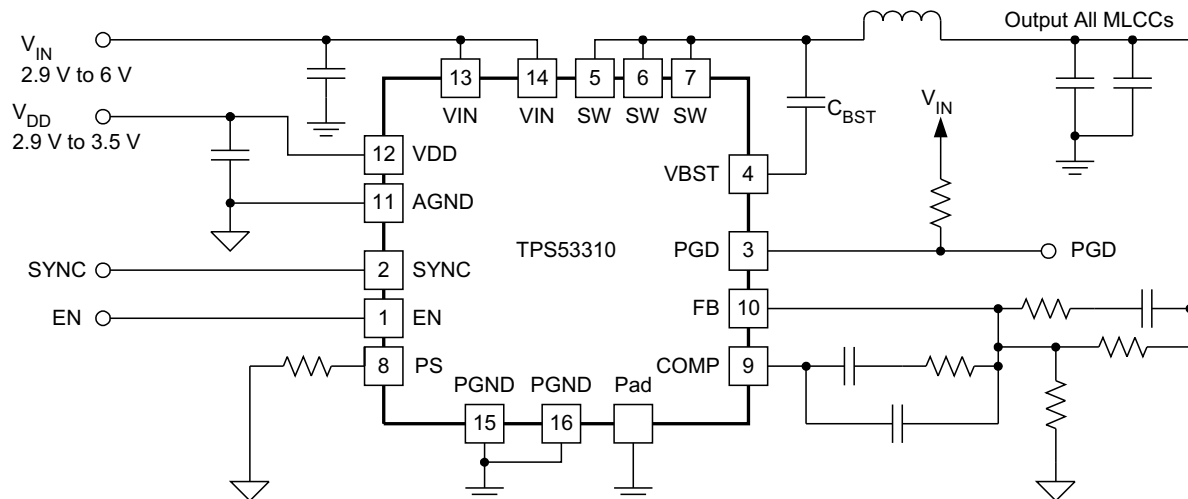 Output All MLCCs
V_IN
2.9 V to 6 V
13
14
5
6
7
VIN
VIN
SW
SW
SW
C_BST
V_IN
V_DD
2.9 V to 3.5 V
12
VDD
VBST
4
11
AGND
TPS53310
PGD
3
PGD
SYNC
2
SYNC
FB
10
EN
1
EN
8
PS
COMP
9
PGND
PGND
Pad
15
16